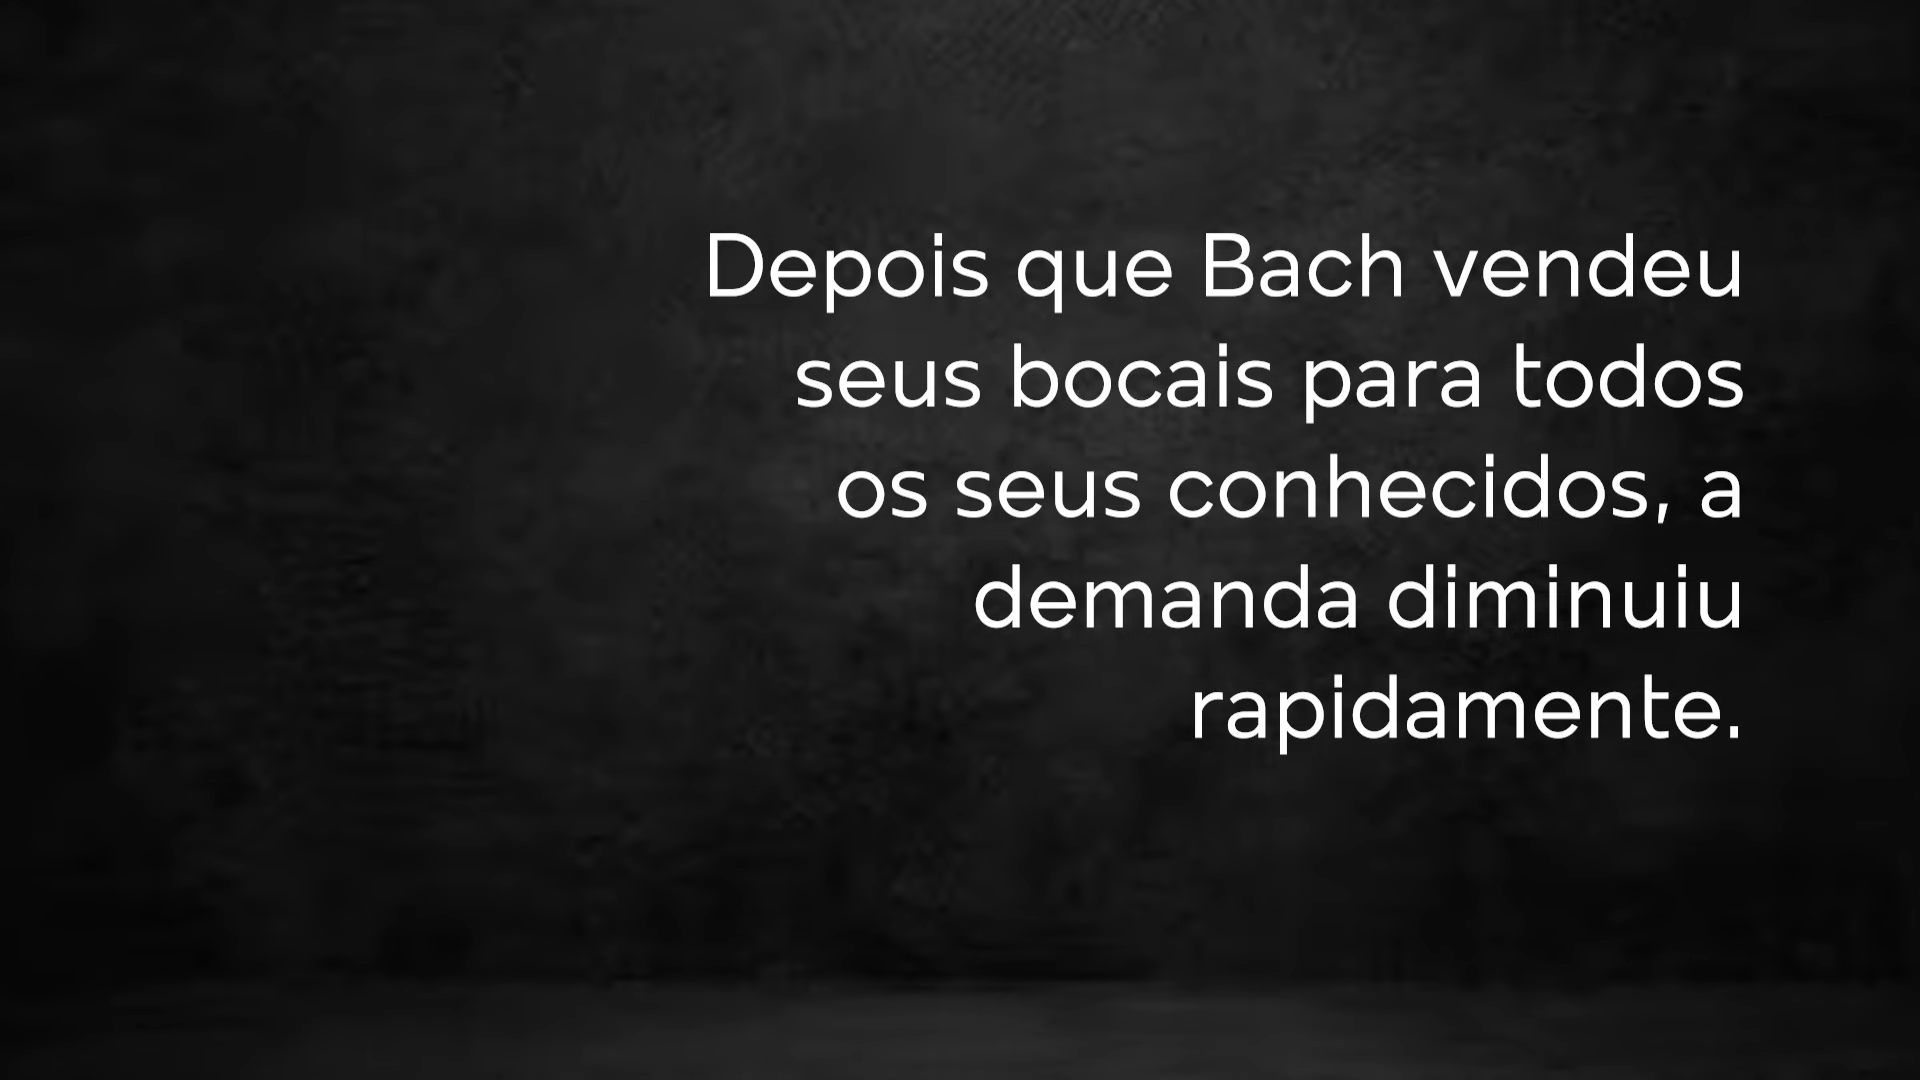 Depois que Bach vendeu
seus bocais para todos
os seus conhecidos, a
demanda diminuiu
rapidamente.